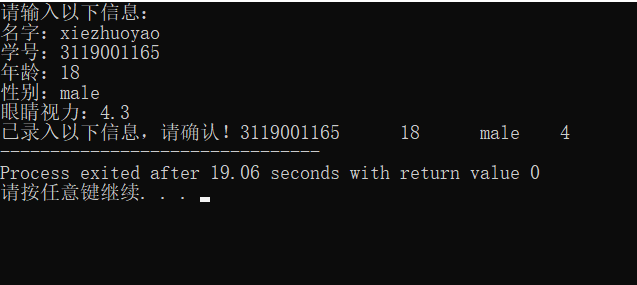 请输入以下信息：
名字：xiezhuoyao
学号：3119001165
年龄：18
性别：male
眼睛视力：4.3
已录入以下信息，请确认！3119001165 18 male 4
--------------------------------
Process exited after 19.06 seconds with return value 0
请按任意键继续. . .